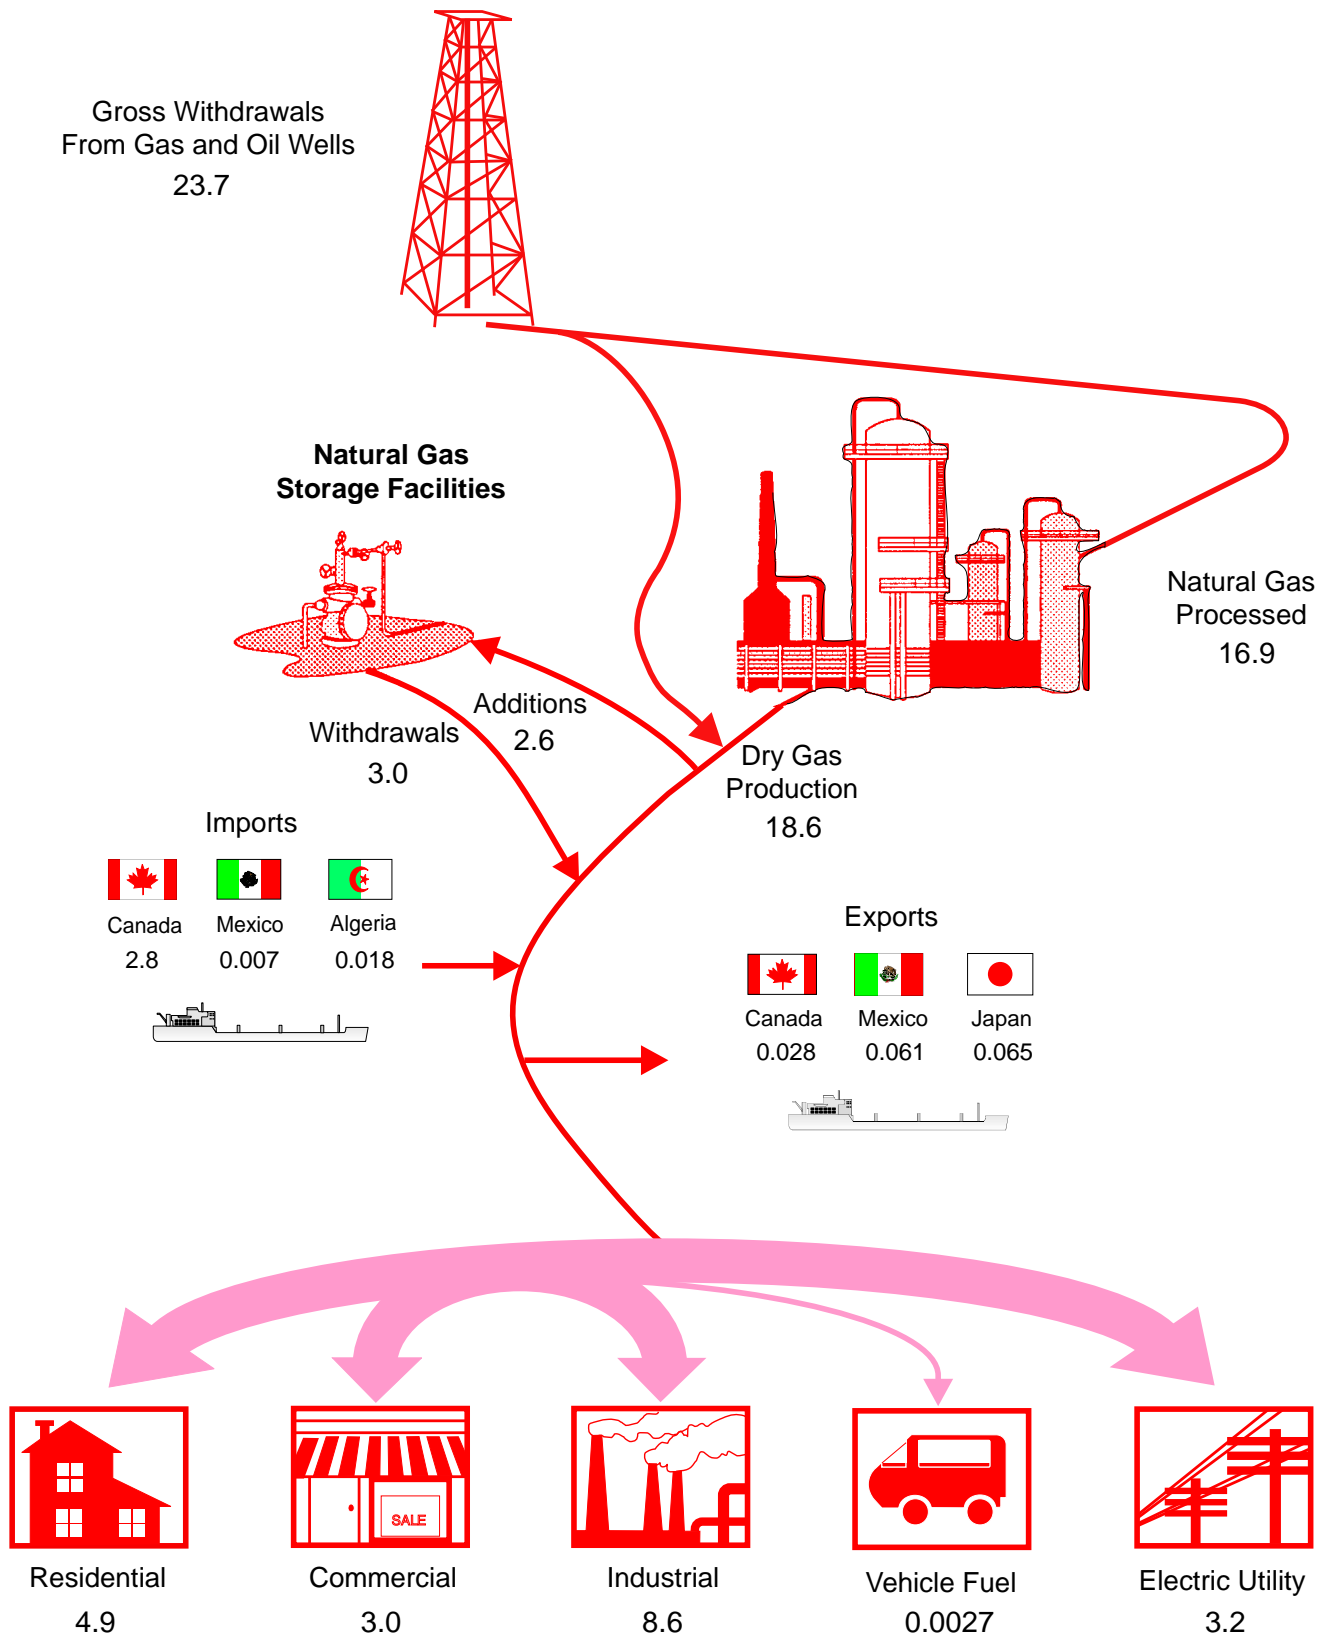 Gross Withdrawals
From Gas and Oil Wells
23.7
Natural Gas
Storage Facilities
Natural Gas
Processed
16.9
Additions
2.6
Withdrawals
3.0
Dry Gas
Production
18.6
Imports
Canada Mexico Algeria
2.8 0.007 0.018
Exports
Canada Mexico Japan
0.028 0.061 0.065
SALE
Residential Commercial Industrial Vehicle Fuel Electric Utility
4.9 3.0 8.6 0.0027 3.2